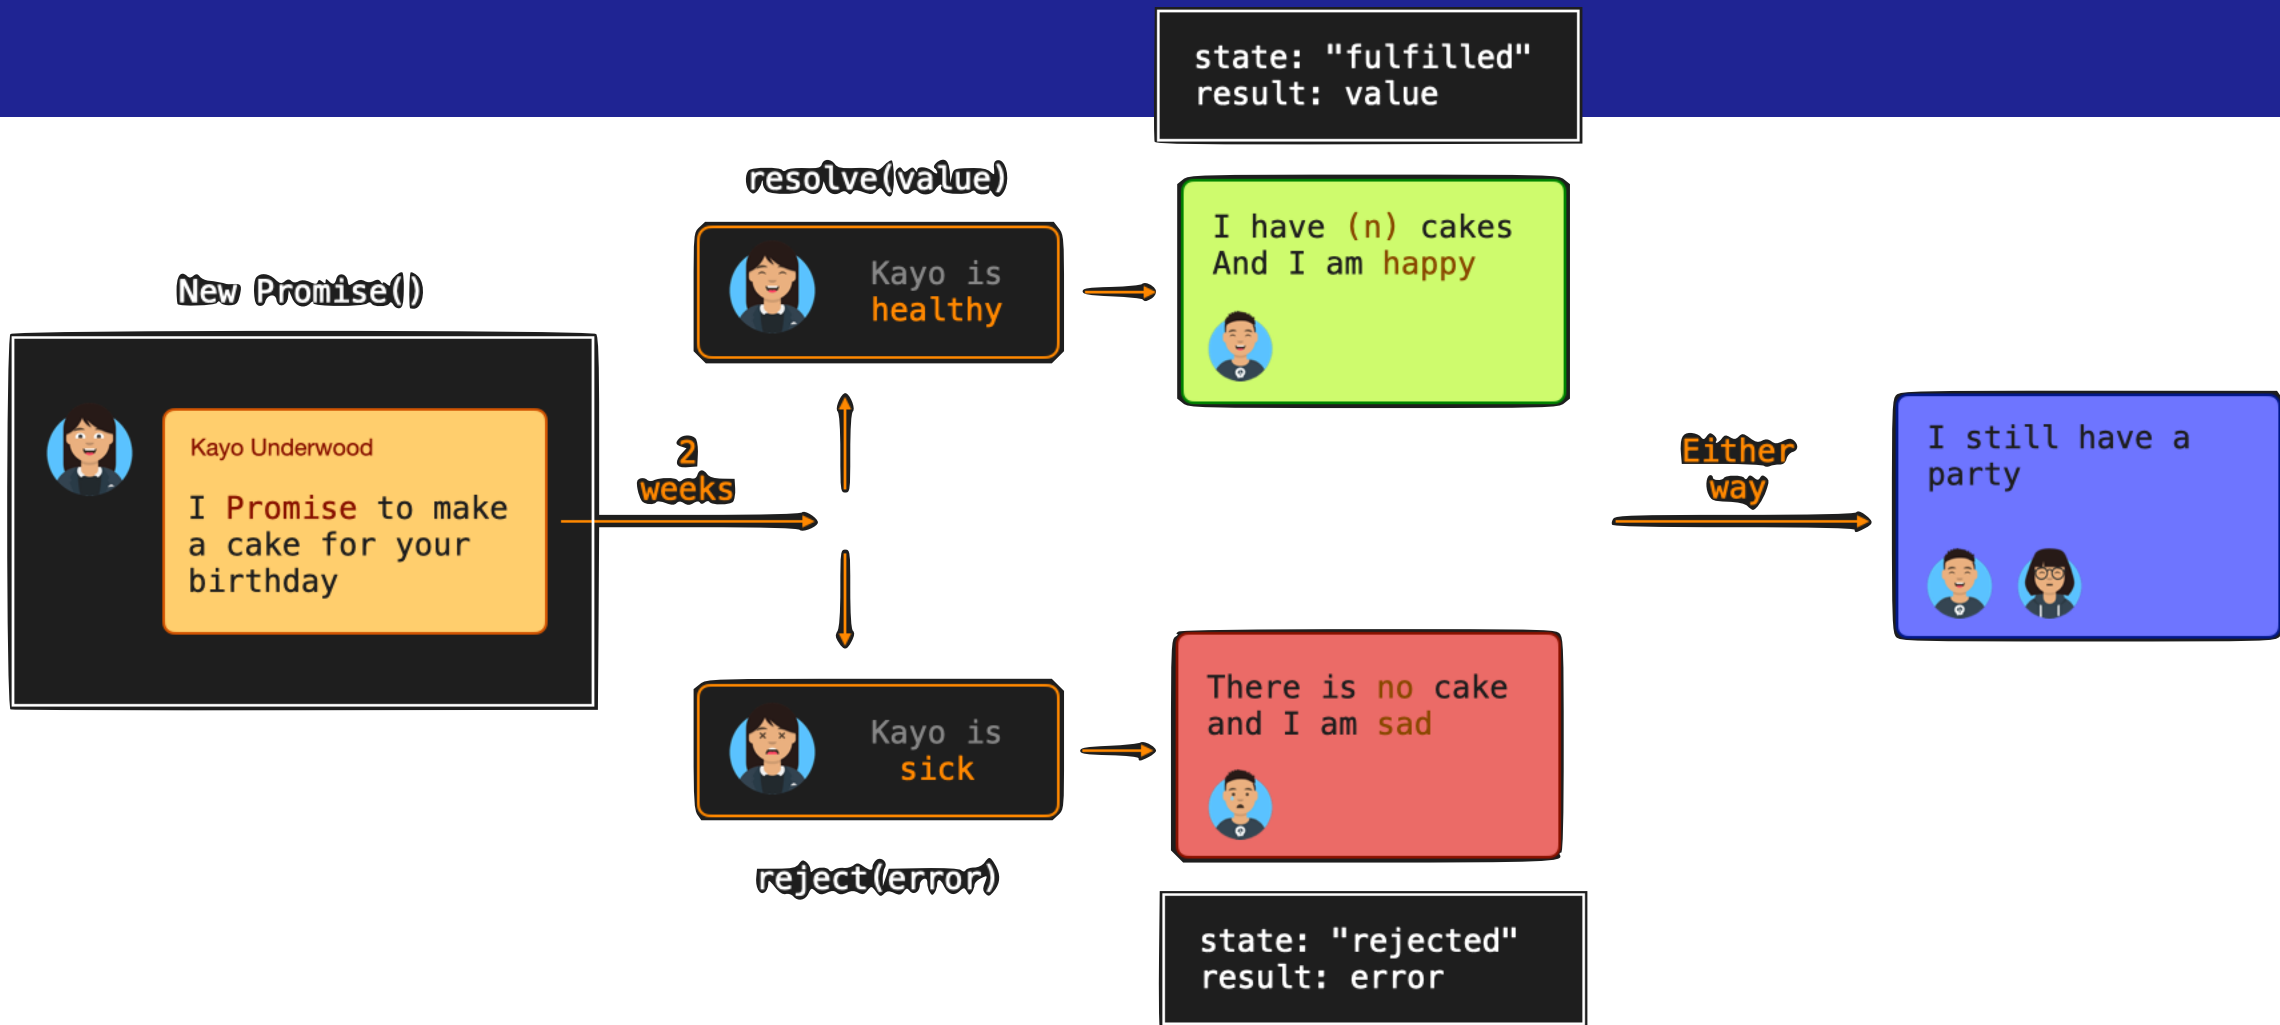 state: "fulfilled"
result: value
resolve(value)
I have (n) cakes
And I am happy
Kayo is
healthy
New Promise()
Kayo Underwood
I Promise to make
a cake for your
birthday
2
weeks
Either
way
I still have a
party
Kayo is
sick
There is no cake
and I am sad
reject(error)
state: "rejected"
result: error